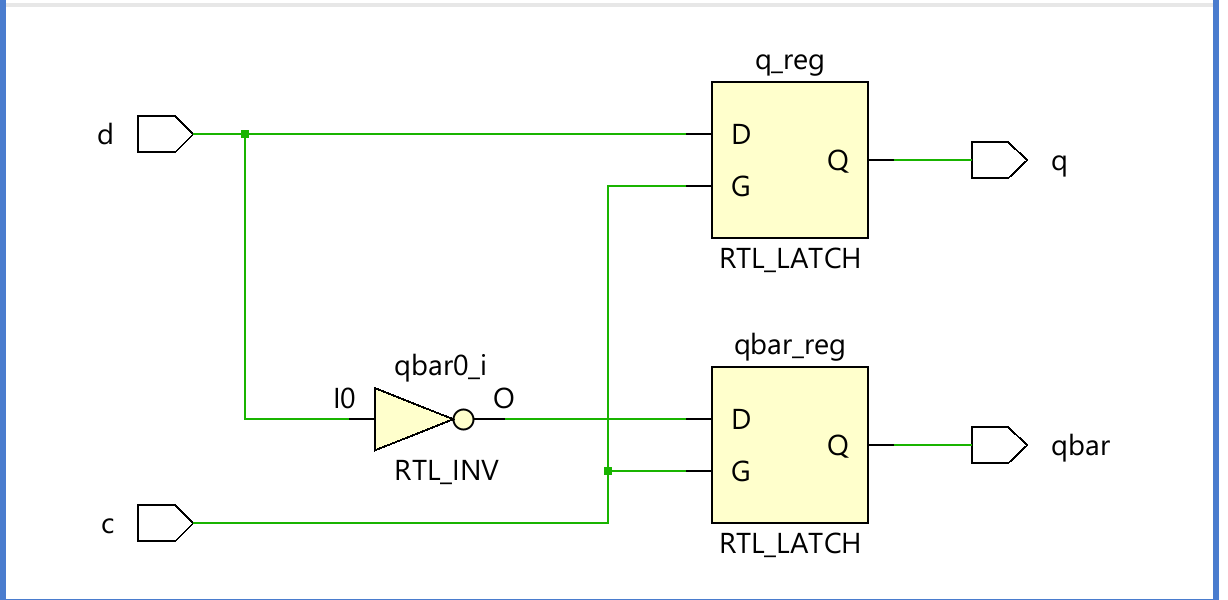 q_reg
d
D
Q
q
G
RTL_LATCH
qbar_reg
qbar0_i
I0
O
D
Q
qbar
G
RTL_INV
c
RTL_LATCH